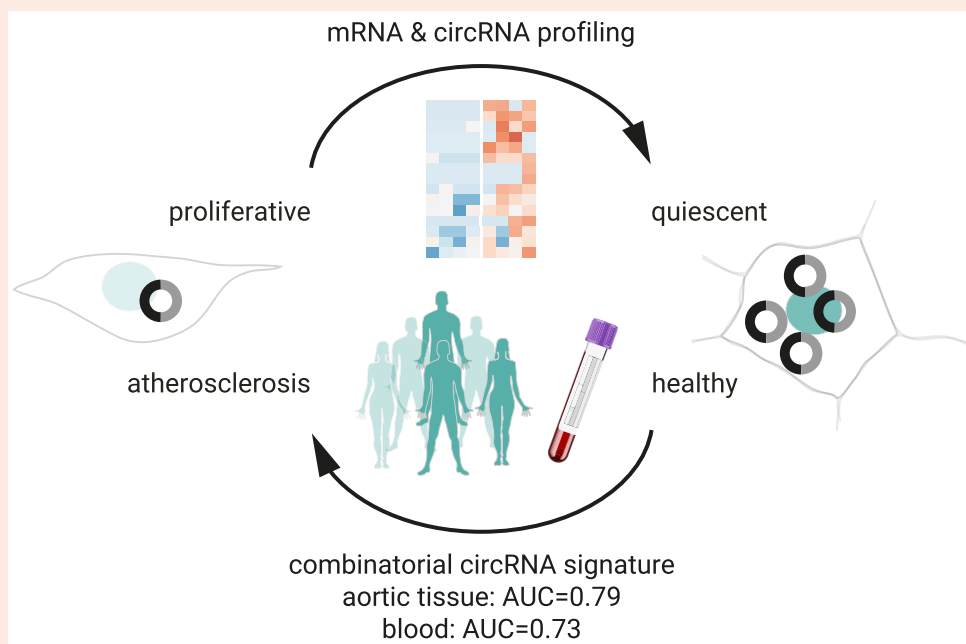 mRNA & circRNA profiling
proliferative
quiescent
atherosclerosis
healthy
combinatorial circRNA signature
aortic tissue: AUC=0.79
blood: AUC=0.73